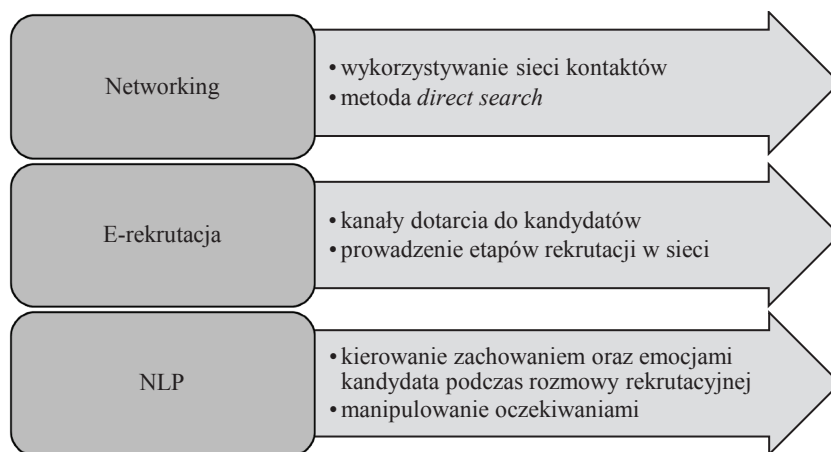 Networking
• wykorzystywanie sieci kontaktów
• metoda direct search
E-rekrutacja
• kanały dotarcia do kandydatów
• prowadzenie etapów rekrutacji w sieci
NLP
• kierowanie zachowaniem oraz emocjami
kandydata podczas rozmowy rekrutacyjnej
• manipulowanie oczekiwaniami